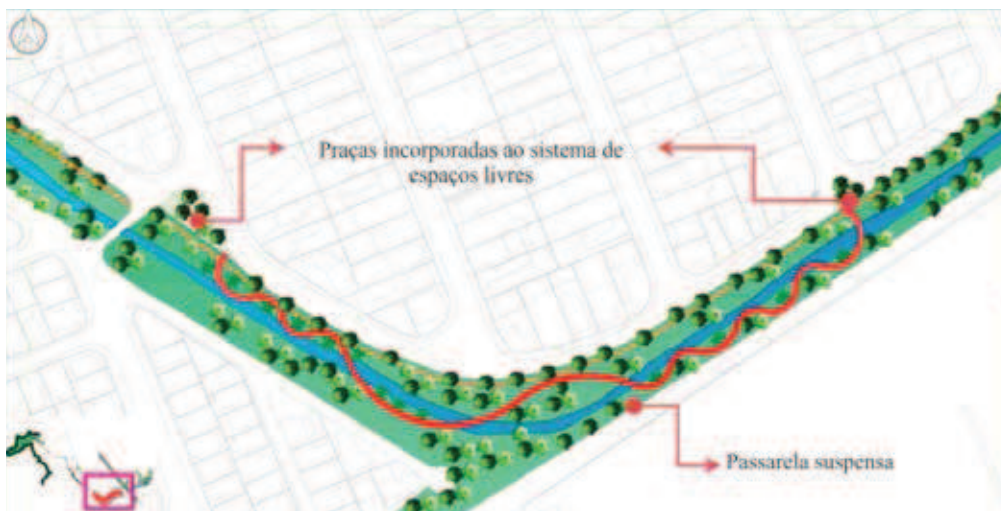 Praças incorporadas ao sistema de
espaços livres
Passarela suspensa